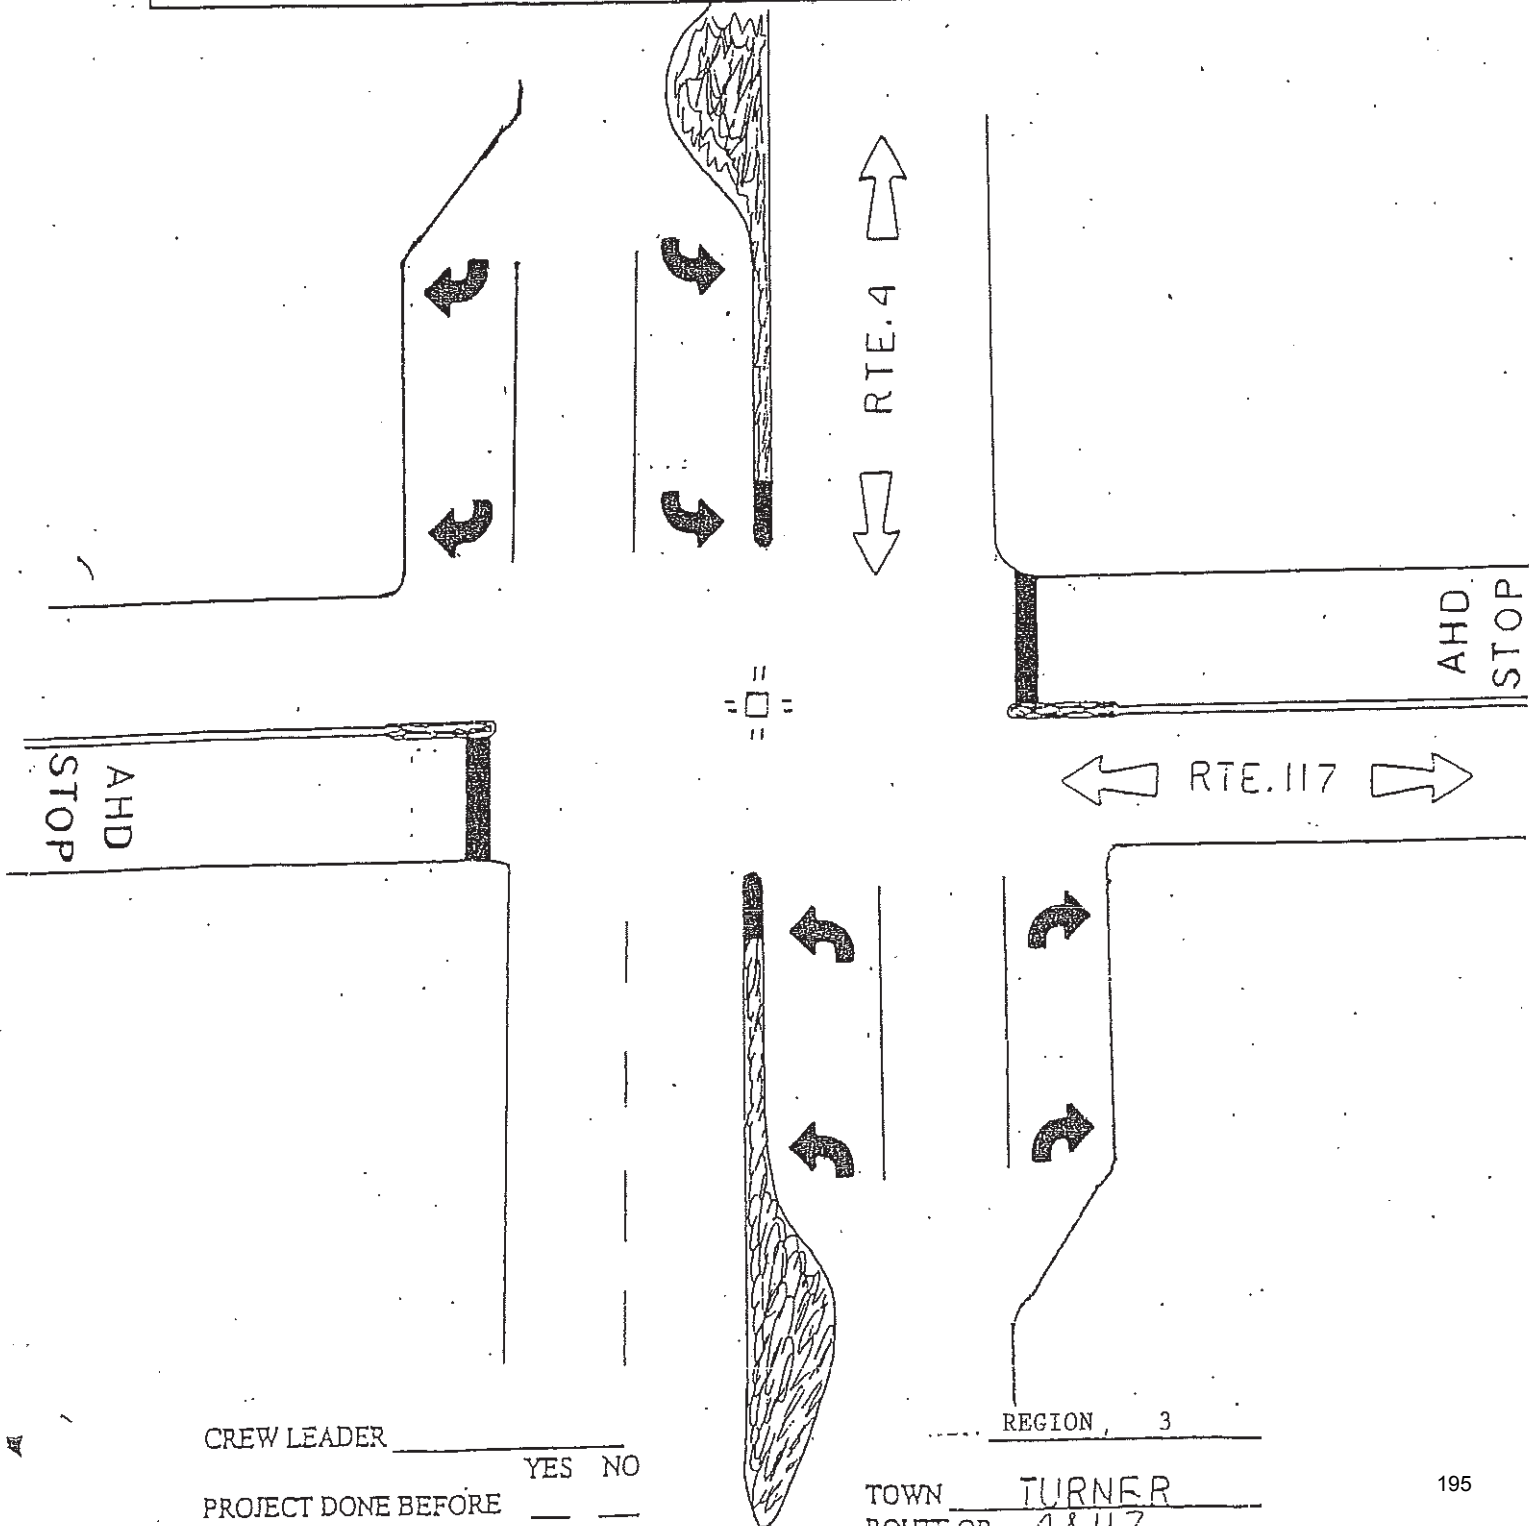 RTE.4
AHD
STOP
RTE.117
STOP
AHD
CREW LEADER
REGION, 3
YES NO
PROJECT DONE BEFORE
TOWN TURNER
195